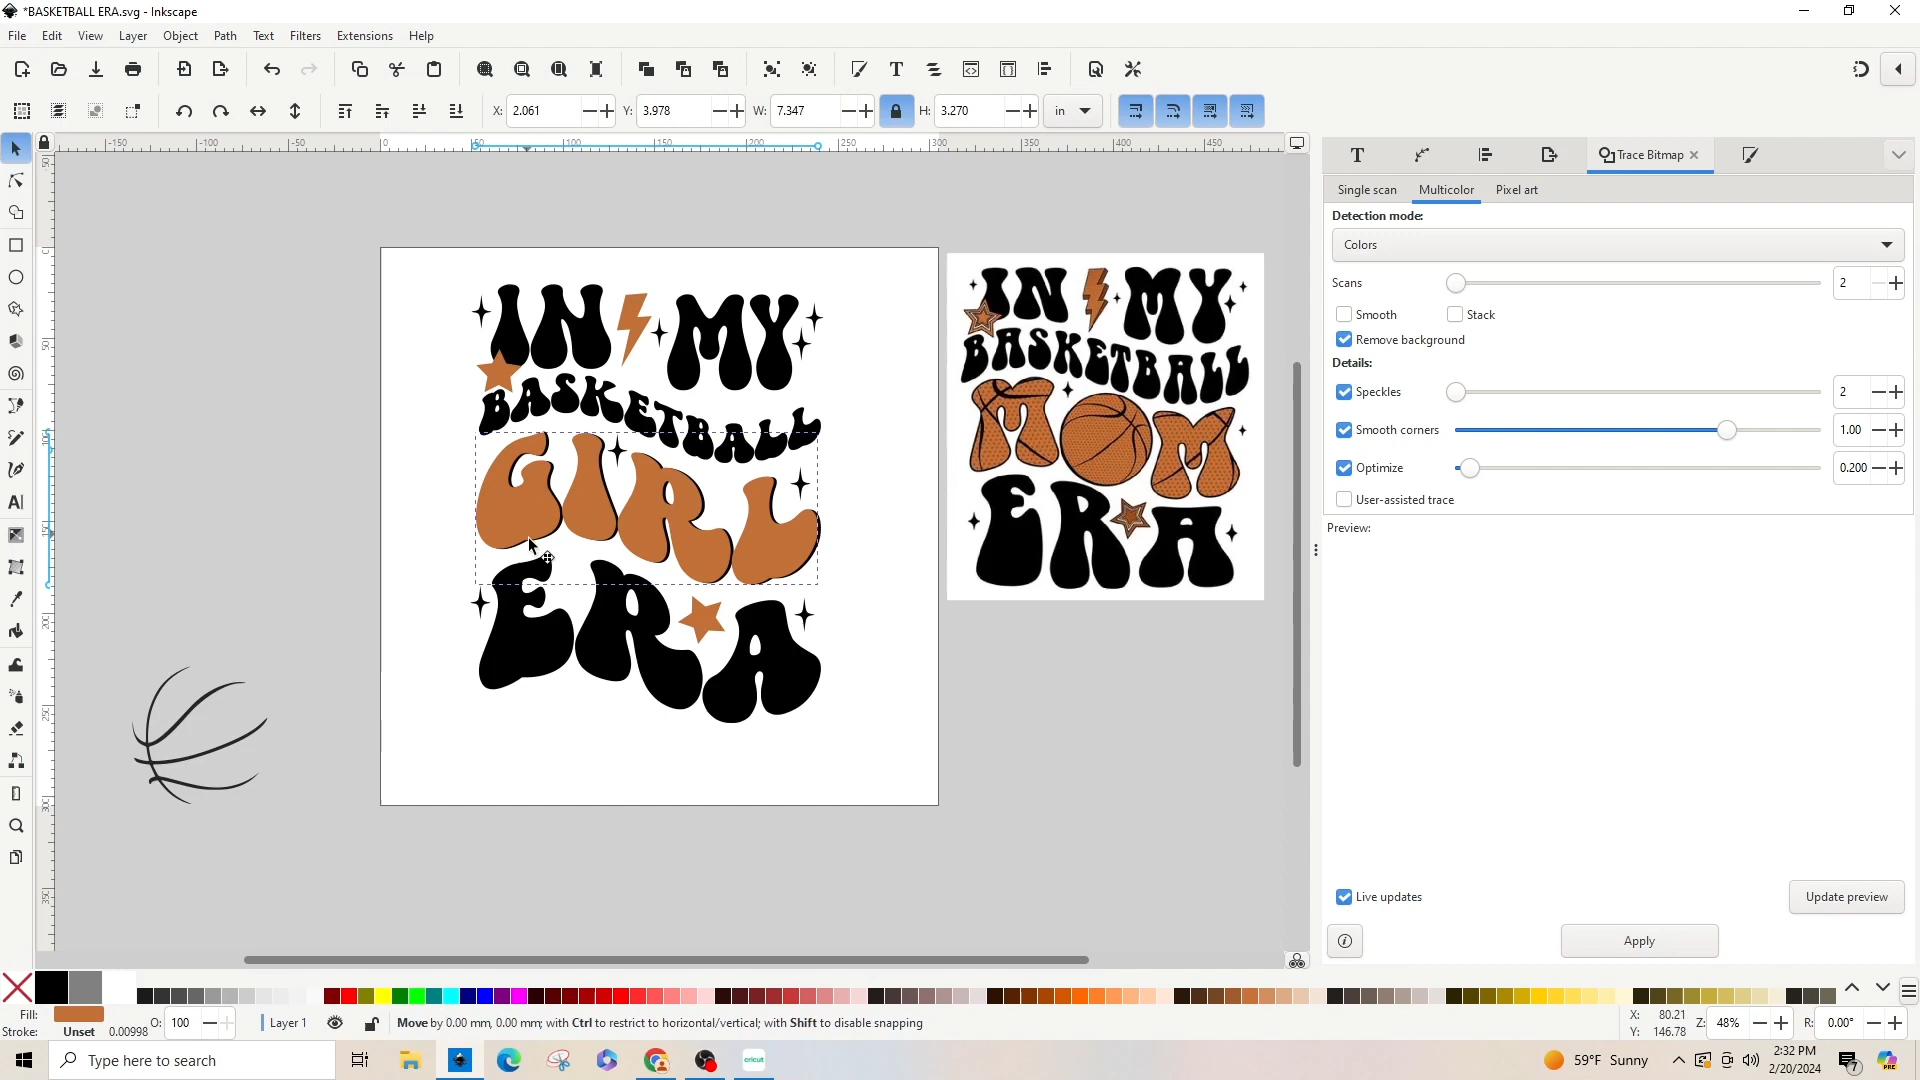 *BASKETBALL ERA.svg - Inkscape
File Edit View Layer Object Path Text Filters Extensions Help
X: 2.061 Y: 3.978 W: 7.347 H: 3.270 in
Trace Bitmap
Single scan Multicolor Pixel art
Detection mode:
Colors
Scans 2
Smooth Stack
Remove background
Details:
Speckles 2
Smooth corners 1.00
Optimize 0.200
User-assisted trace
Preview:
IN MY
BASKETBALL
GIRL
ERA
IN MY
BASKETBALL
MOM
ERA
Live updates Update preview
Apply
Fill:
Stroke: Unset 0.00998 O: 100 Layer 1 Move by 0.00 mm, 0.00 mm; with Ctrl to restrict to horizontal/vertical; with Shift to disable snapping
X: 80.21
Y: 146.78
Z: 48% R: 0.00°
Type here to search
cricut
59°F Sunny
2:32 PM
2/20/2024
7
PRE